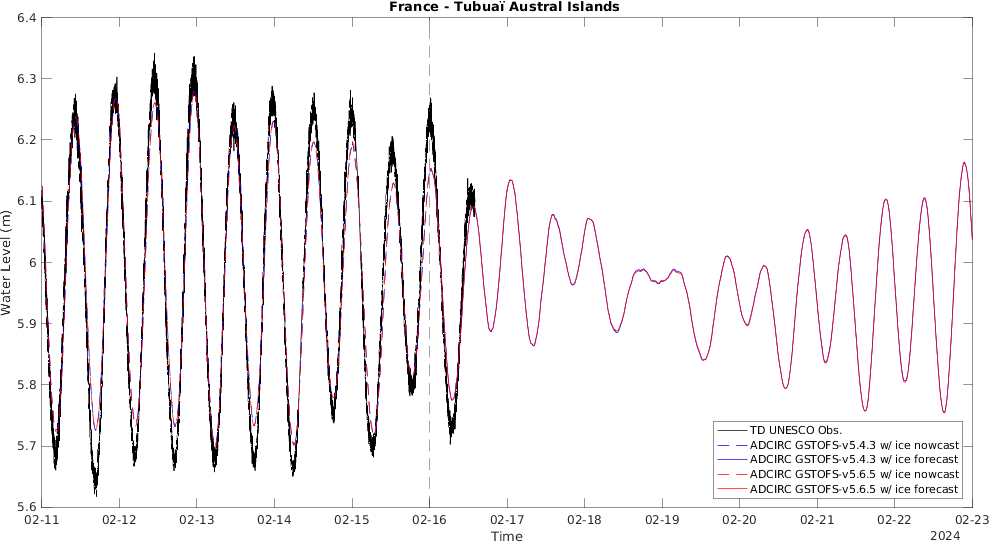 France - Tubuaï Austral Islands
6.4
6.3
6.2
6.1
6
5.9
5.8
5.7
5.6
Water Level (m)
TD UNESCO Obs.
ADCIRC GSTOFS-v5.4.3 w/ ice nowcast
ADCIRC GSTOFS-v5.4.3 w/ ice forecast
ADCIRC GSTOFS-v5.6.5 w/ ice nowcast
ADCIRC GSTOFS-v5.6.5 w/ ice forecast
02-11 02-12 02-13 02-14 02-15 02-16 02-17 02-18 02-19 02-20 02-21 02-22 02-23
Time
2024